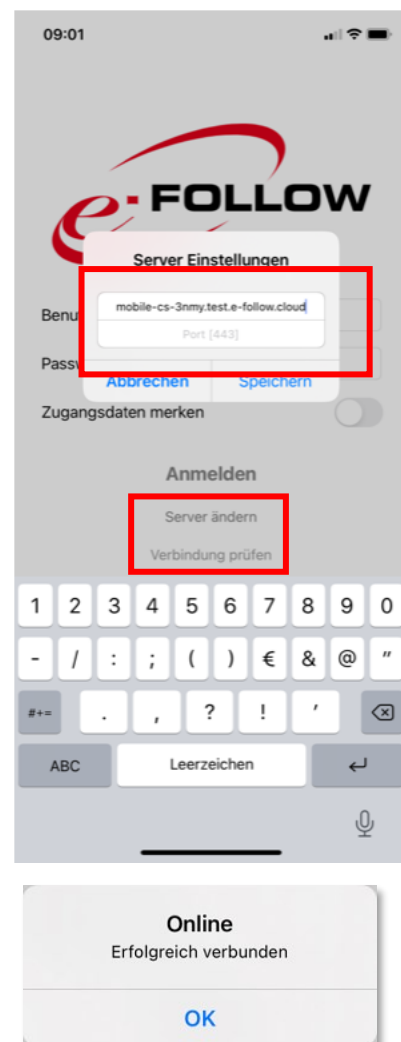 09:01
e·FOLLOW
Server Einstellungen
mobile-cs-3nmy.test.e-follow.cloud
Port [443]
Benu
Passw
Abbrechen Speichern
Zugangsdaten merken
Anmelden
Server ändern
Verbindung prüfen
1 2 3 4 5 6 7 8 9 0
- / : ; ( ) € & @ "
#+= . , ? ! '
ABC Leerzeichen
Online
Erfolgreich verbunden
OK